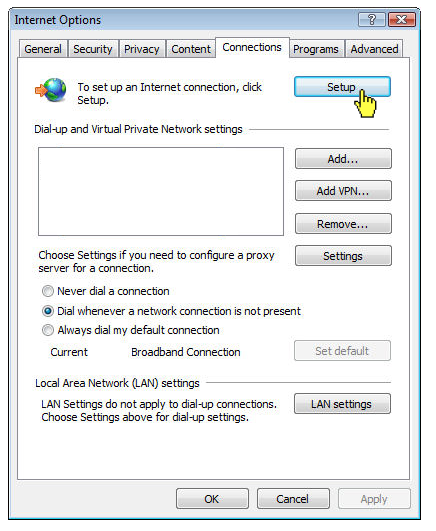 Internet Options
General Security Privacy Content Connections Programs Advanced
To set up an Internet connection, click
Setup.
Setup
Dial-up and Virtual Private Network settings
Add...
Add VPN...
Remove...
Choose Settings if you need to configure a proxy
server for a connection.
Settings
Never dial a connection
Dial whenever a network connection is not present
Always dial my default connection
Current Broadband Connection Set default
Local Area Network (LAN) settings
LAN Settings do not apply to dial-up connections.
Choose Settings above for dial-up settings.
LAN settings
OK Cancel Apply